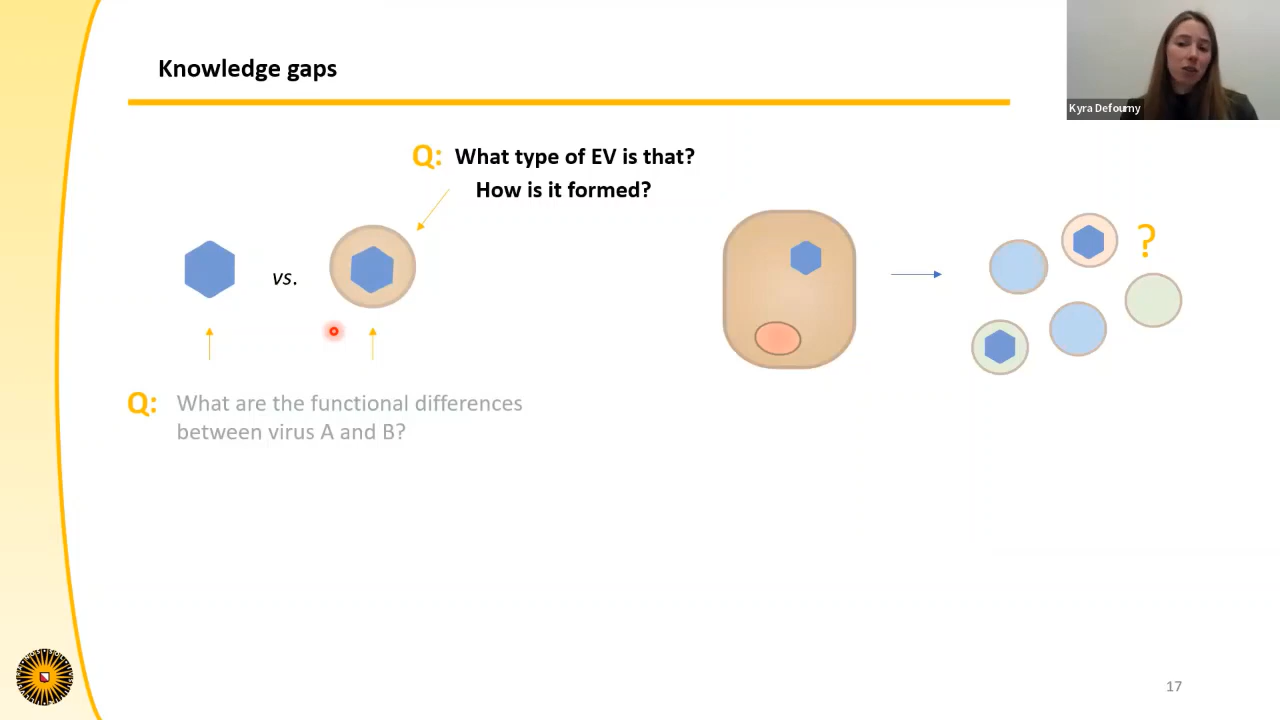 Knowledge gaps
Kyra Defourny
Q: What type of EV is that?
How is it formed?
vs.
?
Q: What are the functional differences
between virus A and B?
17